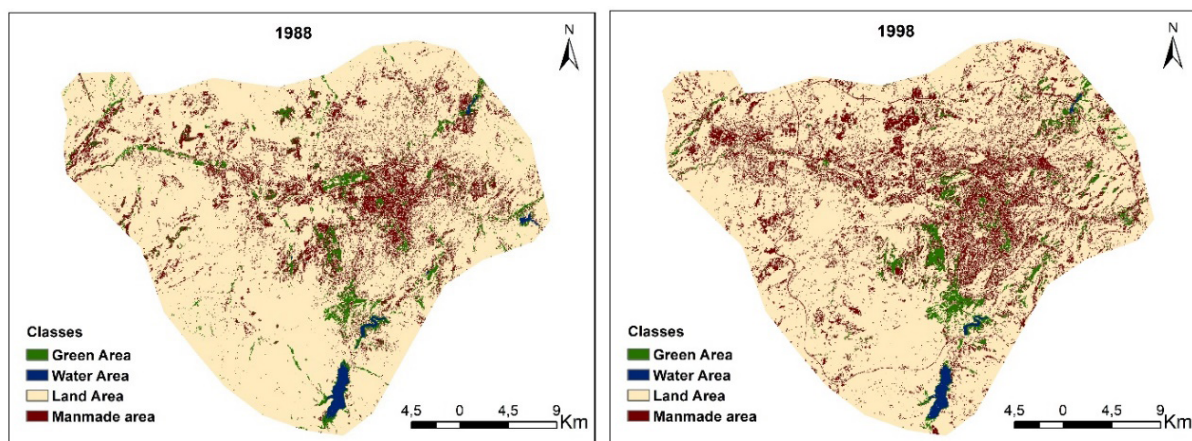 1988
N
Classes
Green Area
Water Area
Land Area
Manmade area
4,5 0 4,5 9
Km
1998
N
Classes
Green Area
Water Area
Land Area
Manmade area
4,5 0 4,5 9
Km